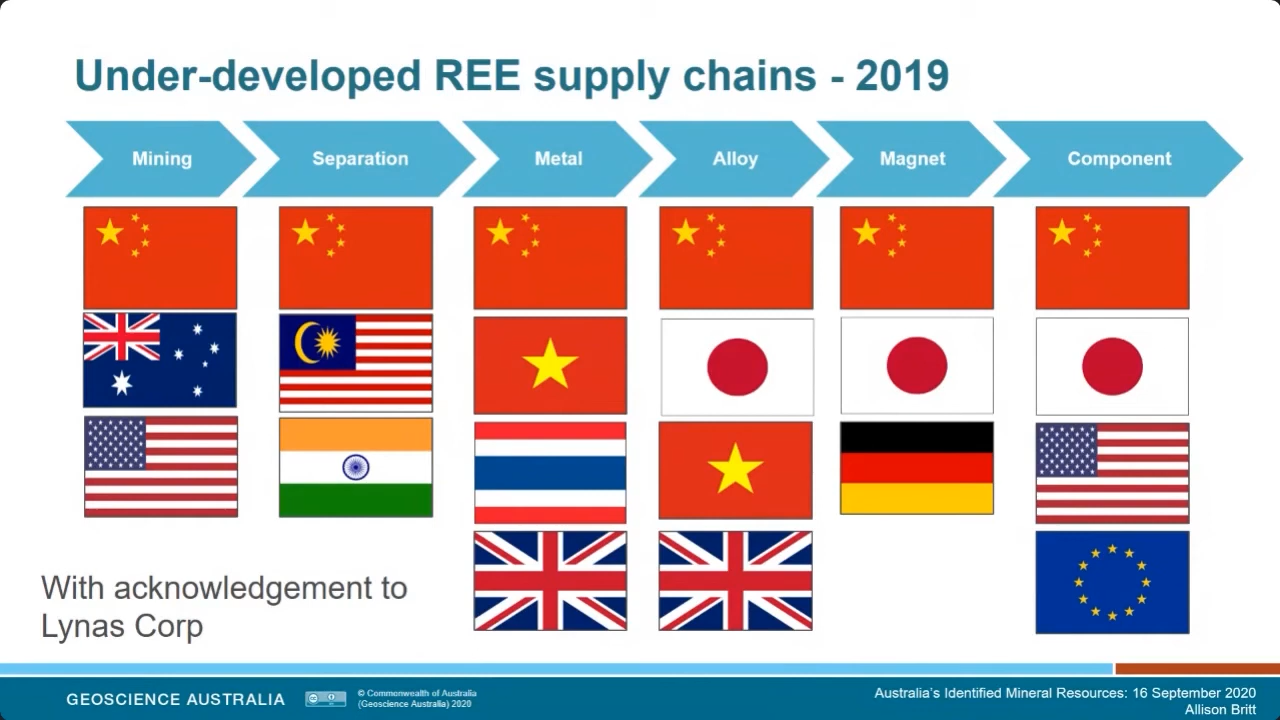 Under-developed REE supply chains - 2019
Mining
Separation
Metal
Alloy
Magnet
Component
With acknowledgement to
Lynas Corp
GEOSCIENCE AUSTRALIA
© Commonwealth of Australia
(Geoscience Australia) 2020
Australia's Identified Mineral Resources: 16 September 2020
Allison Britt